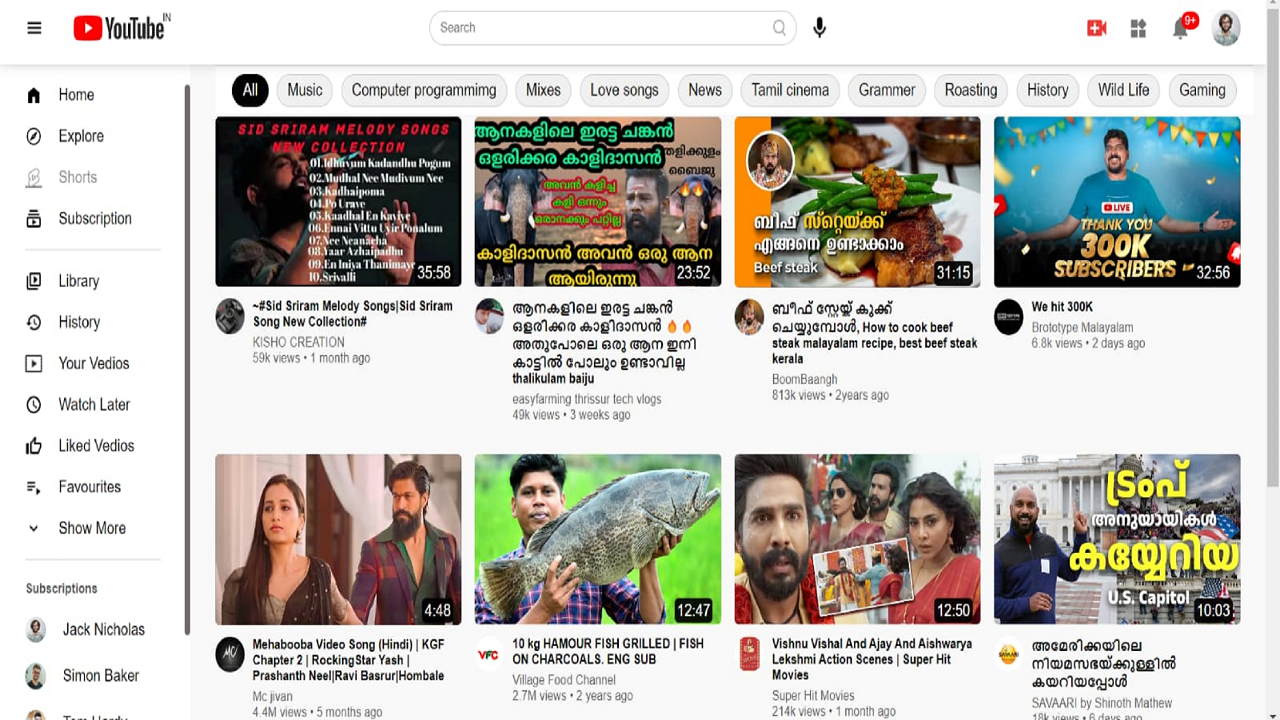 YouTube IN
Search
9+
All Music Computer programmimg Mixes Love songs News Tamil cinema Grammer Roasting History Wild Life Gaming
Home
Explore
Shorts
Subscription
Library
History
Your Vedios
Watch Later
Liked Vedios
Favourites
Show More
Subscriptions
Jack Nicholas
Simon Baker
SID SRIRAM MELODY SONGS
NEW COLLECTION
01.Idhuyum Kadandhu Pogum
02.Mudhal Nee Mudivum Nee
03.Kadhaipoma
04.Po Urave
05.Kaadhal En Kaviye
06.Ennai Vittu Uyir Ponalum
07.Nee Neanacha
08.Yaar Azhaipadhu
09.En Iniya Thanimaye
10.Srivalli
35:58
~#Sid Sriram Melody Songs|Sid Sriram
Song New Collection#
KISHO CREATION
59k views • 1 month ago
ആനകളിലെ ഇരട്ട ചങ്കൻ
ഒളരിക്കര കാളിദാസൻ
തളിക്കുളം
ബൈജു
അവൻ കളിച്ച
കളി ഒന്നും
ഒരാനക്കും പറ്റില്ല
കാളിദാസൻ അവൻ ഒരു ആന
ആയിരുന്നു
23:52
ആനകളിലെ ഇരട്ട ചങ്കൻ
ഒളരിക്കര കാളിദാസൻ 🔥🔥
അതുപോലെ ഒരു ആന ഇനി
കാട്ടിൽ പോലും ഉണ്ടാവില്ല
thalikulam baiju
easyfarming thrissur tech vlogs
49k views • 3 weeks ago
ബീഫ് സ്റ്റെയ്ക്ക്
എങ്ങനെ ഉണ്ടാക്കാം
Beef steak
31:15
ബീഫ് സ്റ്റേയ്ക്ക് കുക്ക്
ചെയ്യുമ്പോൾ, How to cook beef
steak malayalam recipe, best beef steak
kerala
BoomBaangh
813k views • 2years ago
LIVE
THANK YOU
300K
SUBSCRIBERS
32:56
We hit 300K
Brototype Malayalam
6.8k views • 2 days ago
4:48
MC
Mehabooba Video Song (Hindi) | KGF
Chapter 2 | RockingStar Yash |
Prashanth Neel|Ravi Basrur|Hombale
Mc jivan
4.4M views • 5 months ago
12:47
VFC
10 kg HAMOUR FISH GRILLED | FISH
ON CHARCOALS. ENG SUB
Village Food Channel
2.7M views • 2 years ago
12:50
Vishnu Vishal And Ajay And Aishwarya
Lekshmi Action Scenes | Super Hit
Movies
Super Hit Movies
214k views • 1 month ago
ട്രംപ്
അനുയായികൾ
കയ്യേറിയ
U.S. Capitol
10:03
SAVAARI
അമേരിക്കയിലെ
നിയമസഭയ്ക്കുള്ളിൽ
കയറിയപ്പോൾ
SAVAARI by Shinoth Mathew
18k views • 6 days ago